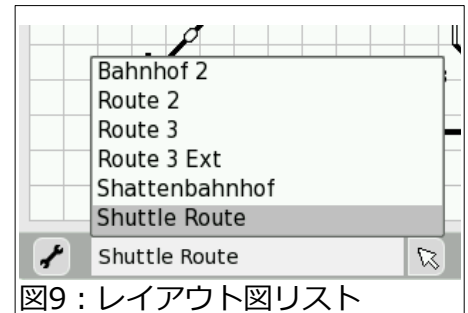 Bahnhof 2
Route 2
Route 3
Route 3 Ext
Shattenbahnhof
Shuttle Route
Shuttle Route
図9：レイアウト図リスト